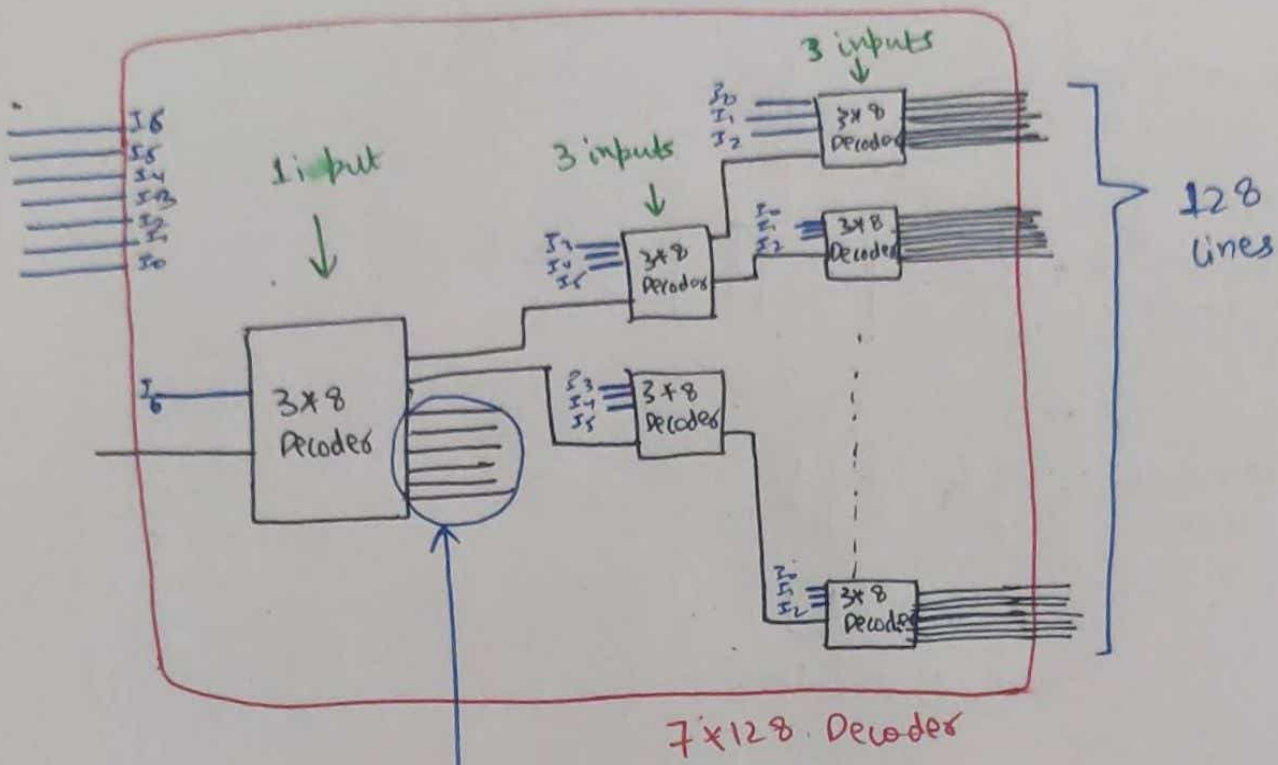 3 inputs
I0
I1
I2
3*8
Decoder
I6
I5
I4
I3
I2
I1
I0
1 input
3 inputs
I0
I1
I2
3*8
Decoder
128
lines
I3
I4
I5
3*8
Decoder
I6
3*8
Decoder
I3
I4
I5
3*8
Decoder
I0
I1
I2
3*8
Decoder
7*128 Decoder